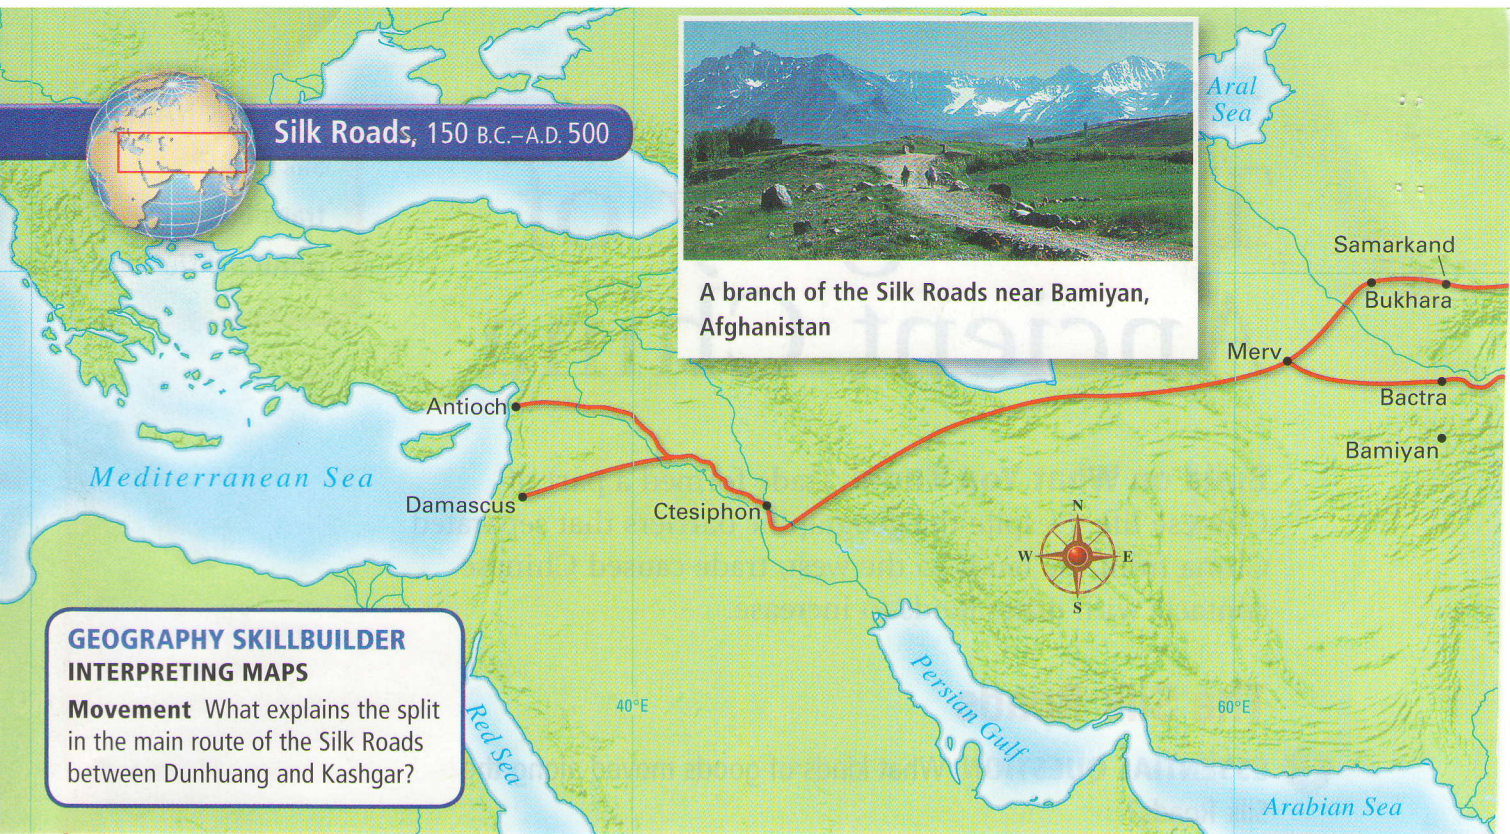 Silk Roads, 150 B.C.–A.D. 500
A branch of the Silk Roads near Bamiyan,
Afghanistan
Aral
Sea
Samarkand
Bukhara
Merv
Bactra
Bamiyan
Antioch
Mediterranean Sea
Damascus
Ctesiphon
N
W
E
S
GEOGRAPHY SKILLBUILDER
INTERPRETING MAPS
Movement What explains the split
in the main route of the Silk Roads
between Dunhuang and Kashgar?
Red Sea
40°E
Persian Gulf
60°E
Arabian Sea